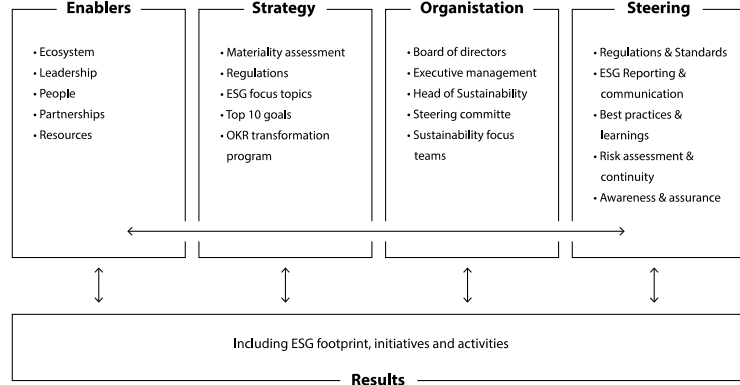 Enablers
• Ecosystem
• Leadership
• People
• Partnerships
• Resources
Strategy
• Materiality assessment
• Regulations
• ESG focus topics
• Top 10 goals
• OKR transformation
program
Organistation
• Board of directors
• Executive management
• Head of Sustainability
• Steering committe
• Sustainability focus
teams
Steering
• Regulations & Standards
• ESG Reporting &
communication
• Best practices &
learnings
• Risk assessment &
continuity
• Awareness & assurance
Including ESG footprint, initiatives and activities
Results